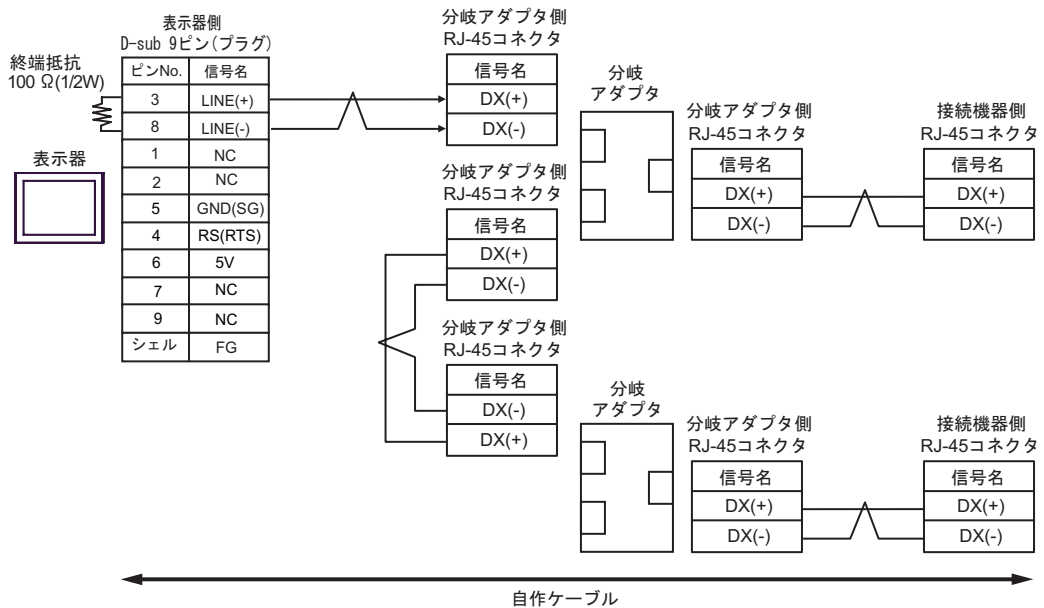 表示器側
D-sub 9ピン(プラグ)
終端抵抗
100 Ω(1/2W)
ピンNo. 信号名
3 LINE(+)
8 LINE(-)
1 NC
2 NC
5 GND(SG)
4 RS(RTS)
6 5V
7 NC
9 NC
シェル FG
表示器
分岐アダプタ側
RJ-45コネクタ
信号名
DX(+)
DX(-)
分岐アダプタ側
RJ-45コネクタ
信号名
DX(+)
DX(-)
分岐アダプタ側
RJ-45コネクタ
信号名
DX(-)
DX(+)
分岐
アダプタ
分岐アダプタ側
RJ-45コネクタ
信号名
DX(+)
DX(-)
接続機器側
RJ-45コネクタ
信号名
DX(+)
DX(-)
分岐
アダプタ
分岐アダプタ側
RJ-45コネクタ
信号名
DX(+)
DX(-)
接続機器側
RJ-45コネクタ
信号名
DX(+)
DX(-)
自作ケーブル